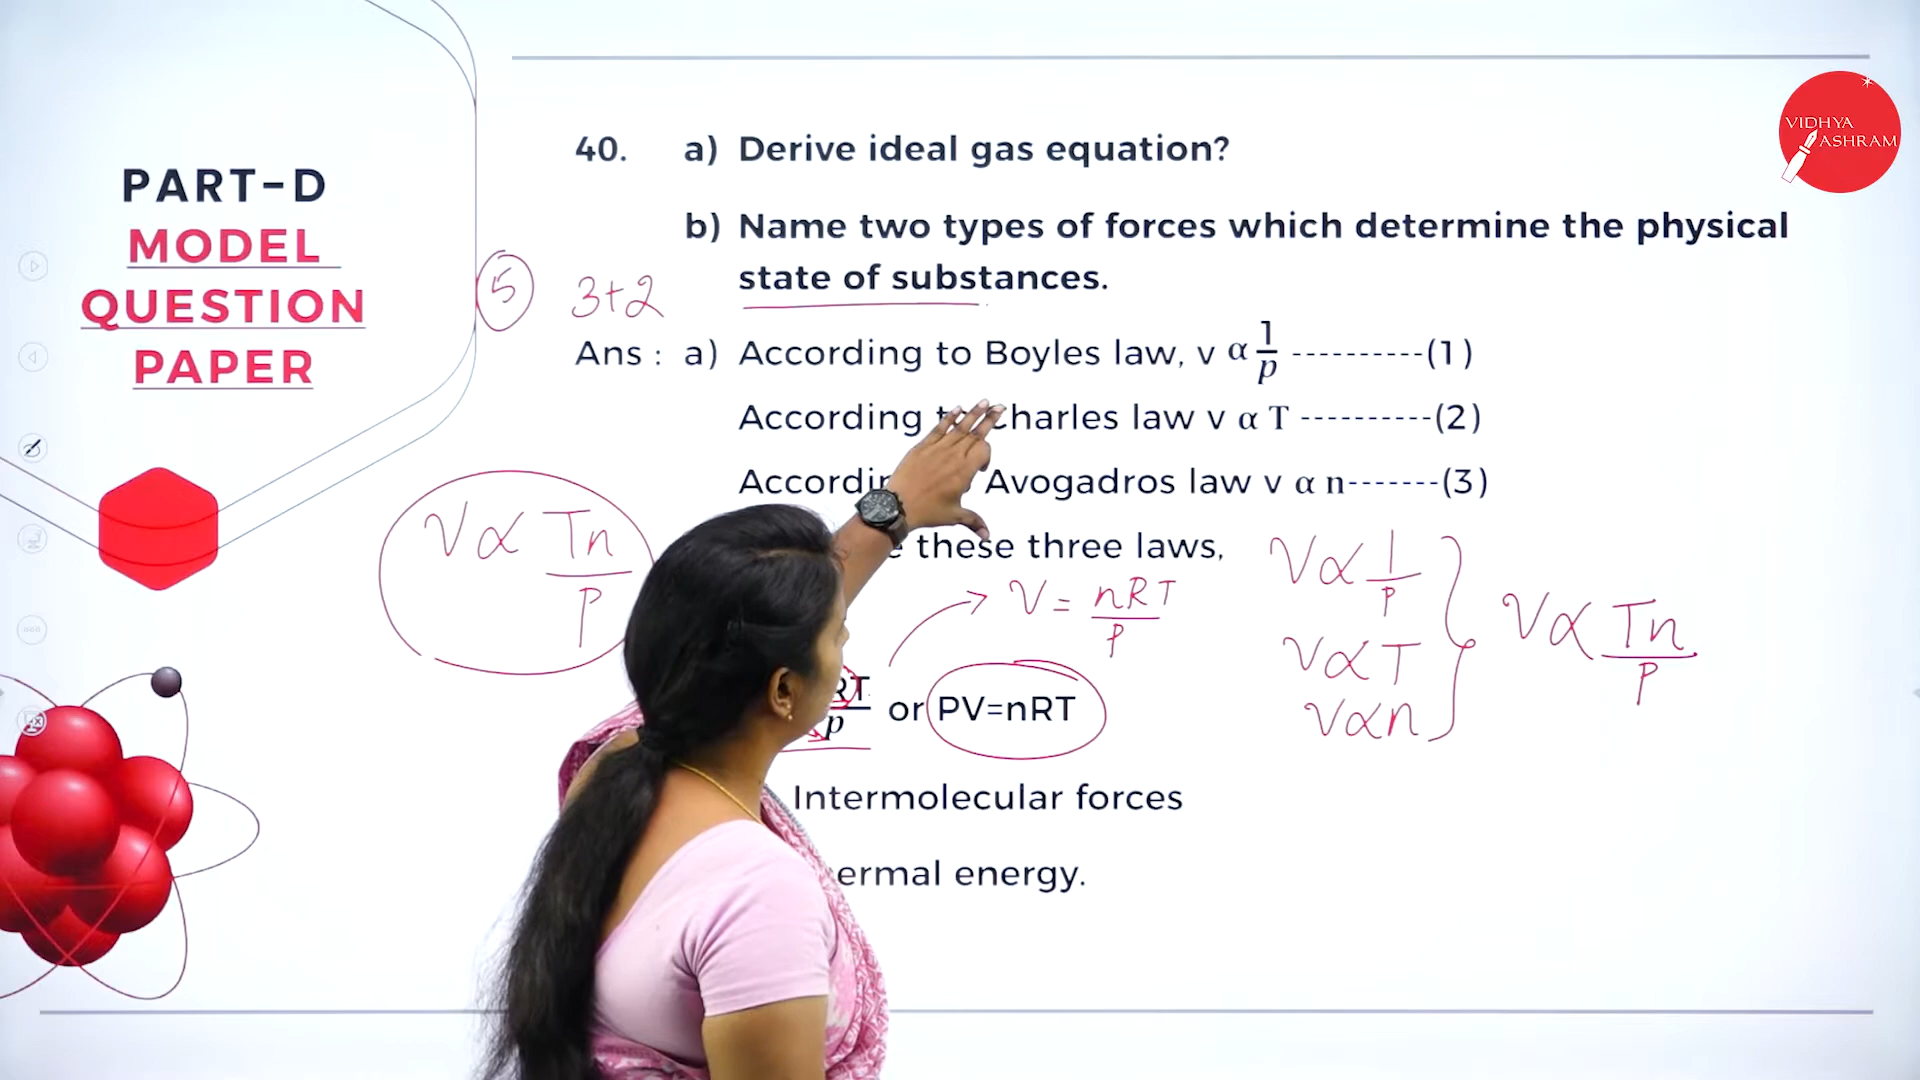 VIDHYA
ASHRAM
PART-D
MODEL
QUESTION
PAPER
40. a) Derive ideal gas equation?
b) Name two types of forces which determine the physical
state of substances.
5 3+2
Ans : a) According to Boyles law, v α 1/p ----------(1)
According Charles law v α T ----------(2)
Avogadros law v α n-------(3)
these three laws,
V∝ Tn/P
V = nRT/P
V∝ 1/P
V∝T
V∝n
V∝ Tn/P
RT/p or PV=nRT
Intermolecular forces
energy.